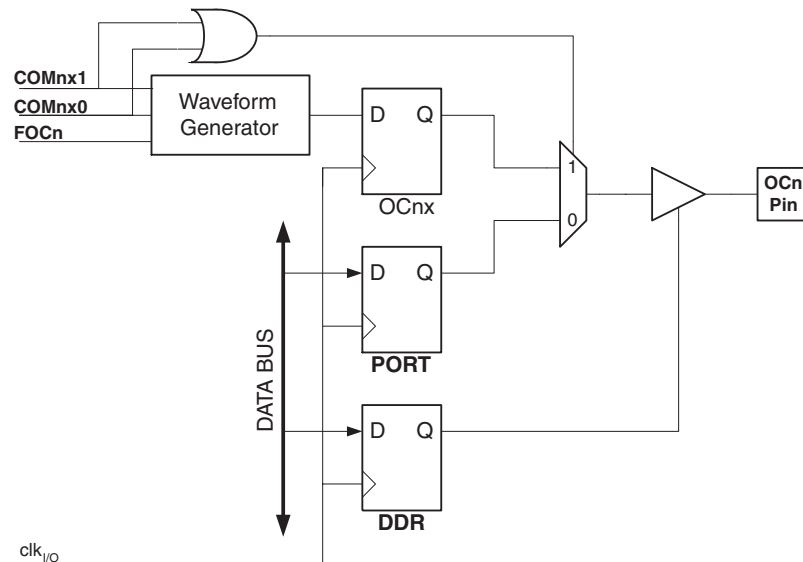 COMnx1
COMnx0
FOCn
Waveform
Generator
D Q
OCnx
1
0
OCn
Pin
DATA BUS
D Q
PORT
D Q
DDR
clkI/O